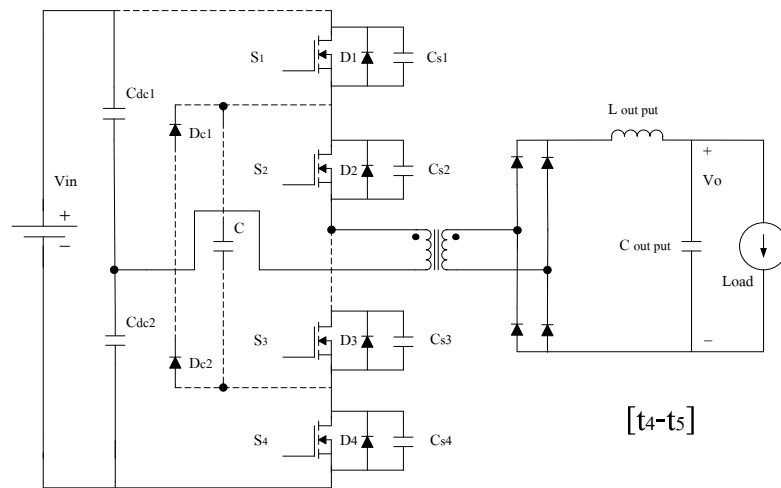 S1
D1
Cs1
Cdc1
L out put
Dc1
S2
D2
Cs2
Vin
+
−
+
Vo
C
C out put
Load
Cdc2
S3
D3
Cs3
Dc2
−
S4
D4
Cs4
[t4-t5]